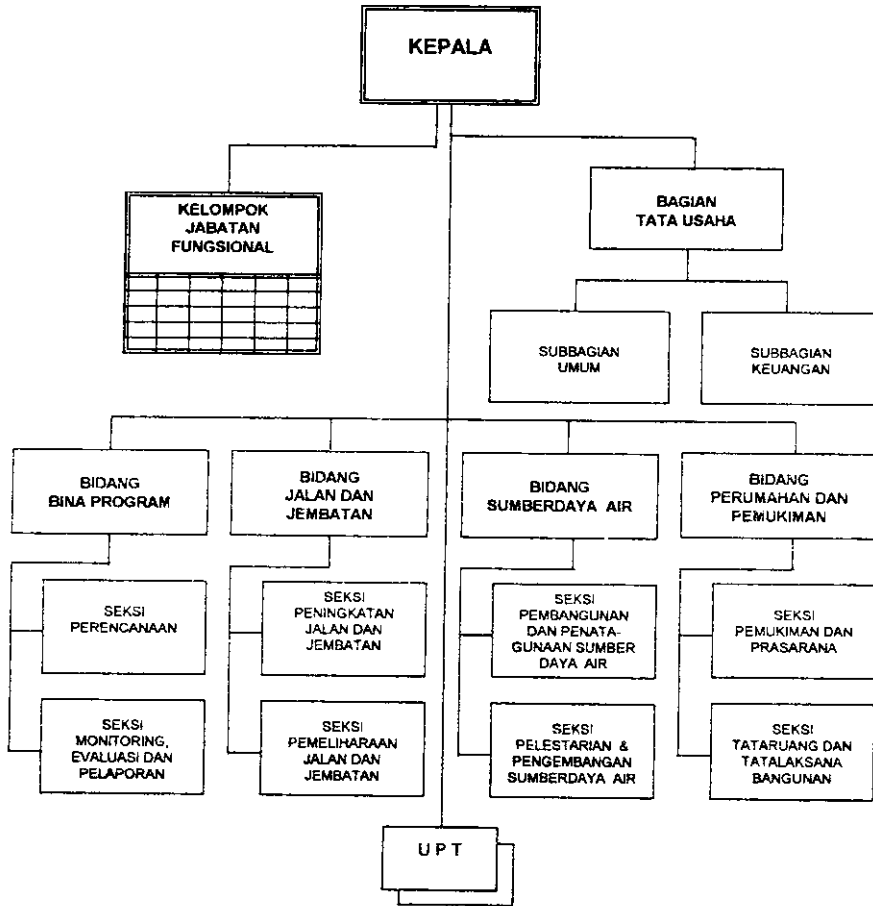 KEPALA
KELOMPOK
JABATAN
FUNGSIONAL
BAGIAN
TATA USAHA
SUBBAGIAN
UMUM
SUBBAGIAN
KEUANGAN
BIDANG
BINA PROGRAM
BIDANG
JALAN DAN
JEMBATAN
BIDANG
SUMBERDAYA AIR
BIDANG
PERUMAHAN DAN
PEMUKIMAN
SEKSI
PERENCANAAN
SEKSI
PENINGKATAN
JALAN DAN
JEMBATAN
SEKSI
PEMBANGUNAN
DAN PENATA-
GUNAAN SUMBER
DAYA AIR
SEKSI
PEMUKIMAN DAN
PRASARANA
SEKSI
MONITORING,
EVALUASI DAN
PELAPORAN
SEKSI
PEMELIHARAAN
JALAN DAN
JEMBATAN
SEKSI
PELESTARIAN &
PENGEMBANGAN
SUMBERDAYA AIR
SEKSI
TATARUANG DAN
TATALAKSANA
BANGUNAN
U P T